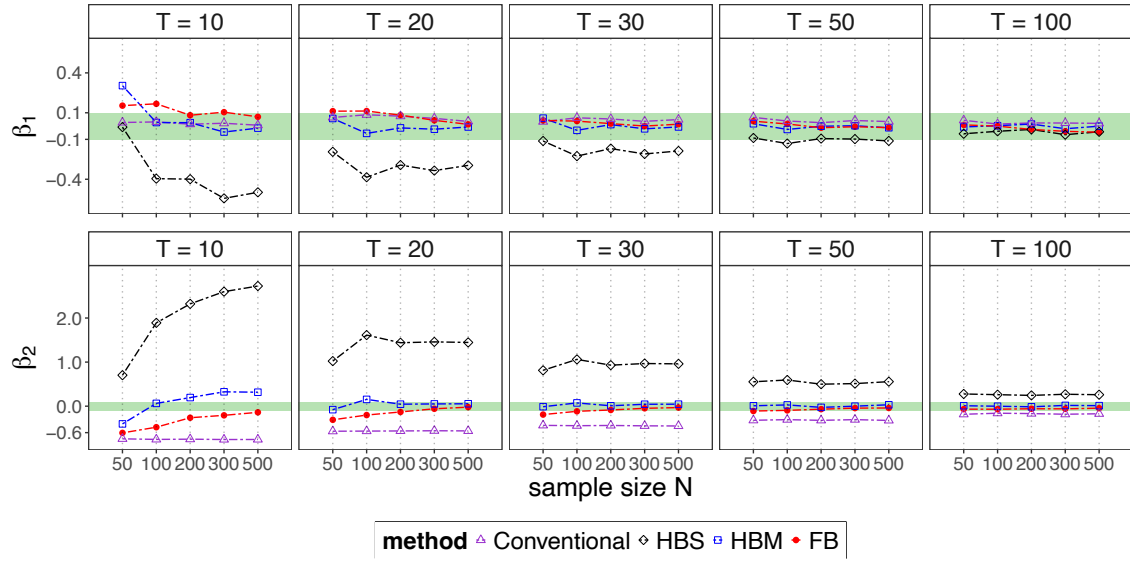 T = 10 T = 20 T = 30 T = 50 T = 100
β1
0.4
0.1
−0.1
−0.4
T = 10 T = 20 T = 30 T = 50 T = 100
β2
2.0
1.0
0.0
−0.6
50 100 200 300 500 50 100 200 300 500 50 100 200 300 500 50 100 200 300 500 50 100 200 300 500
sample size N
method Conventional HBS HBM FB